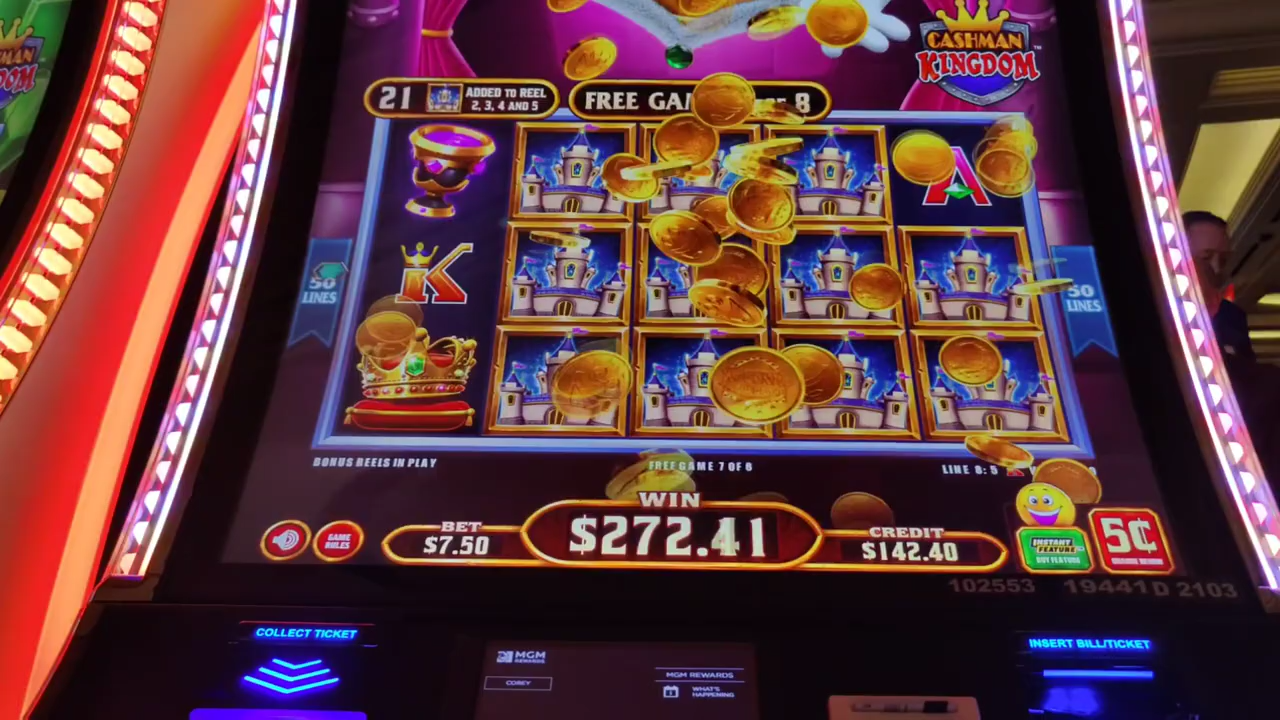 CASHMAN
KINGDOM™
21
ADDED TO REEL
2, 3, 4 AND 5
FREE 8
A
K
50
LINES
50
LINES
BONUS REELS IN PLAY
FREE GAME 7 OF 8
LINE 8: 5
WIN
$272.41
BET
$7.50
CREDIT
$142.40
GAME
RULES
INSTANT
FEATURE
BUY FEATURE
5¢
102553 19441D 2103
COLLECT TICKET
INSERT BILL/TICKET
MGM
REWARDS
COREY
MGM REWARDS
WHAT'S
HAPPENING